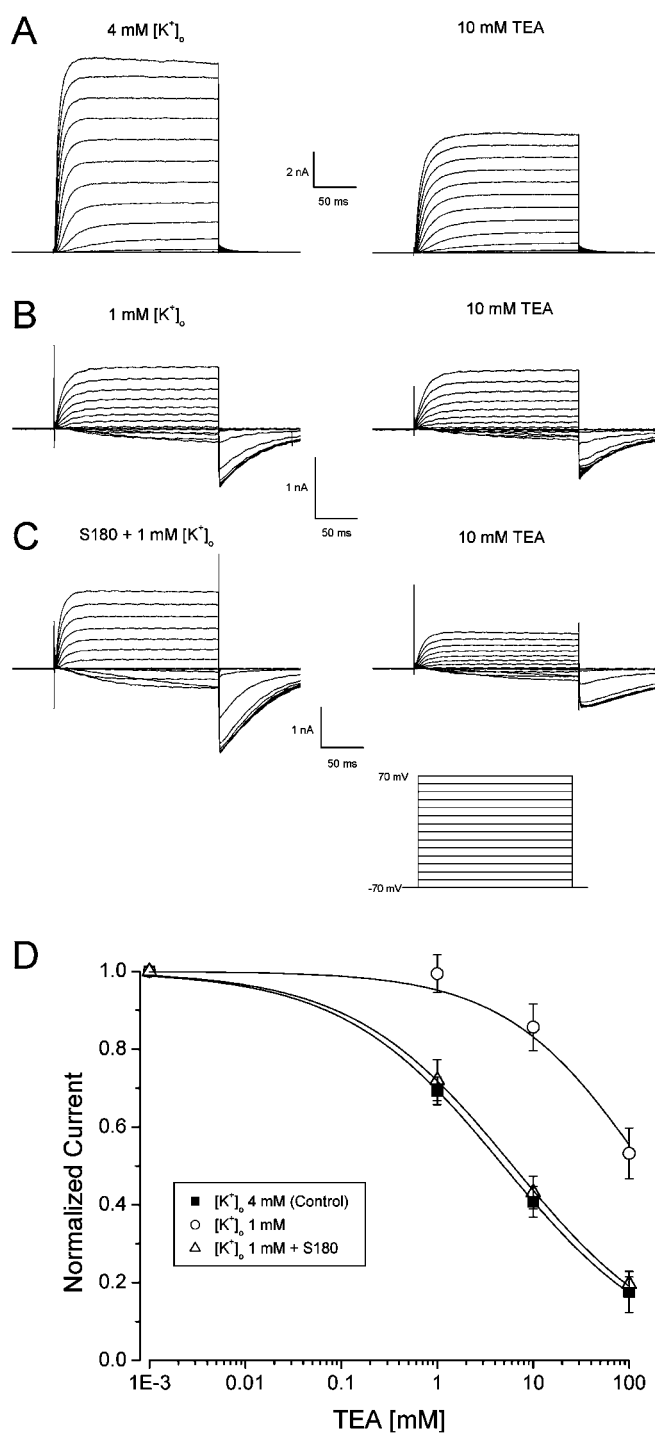 A
4 mM [K⁺]ₒ
10 mM TEA
2 nA
50 ms
B
1 mM [K⁺]ₒ
10 mM TEA
1 nA
50 ms
C
S180 + 1 mM [K⁺]ₒ
10 mM TEA
1 nA
50 ms
70 mV
-70 mV
D
1.0
0.8
0.6
0.4
0.2
0.0
Normalized Current
[K⁺]ₒ 4 mM (Control)
[K⁺]ₒ 1 mM
[K⁺]ₒ 1 mM + S180
1E-3 0.01 0.1 1 10 100
TEA [mM]